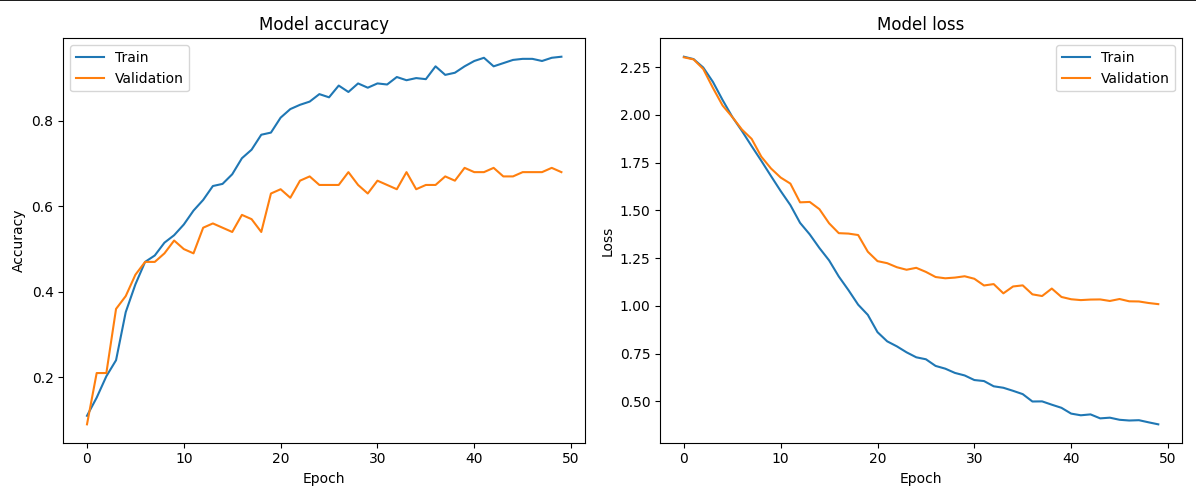 Model accuracy
Train
Validation
0.8
0.6
0.4
0.2
Accuracy
0 10 20 30 40 50
Epoch
Model loss
Train
Validation
2.25
2.00
1.75
1.50
1.25
1.00
0.75
0.50
Loss
0 10 20 30 40 50
Epoch